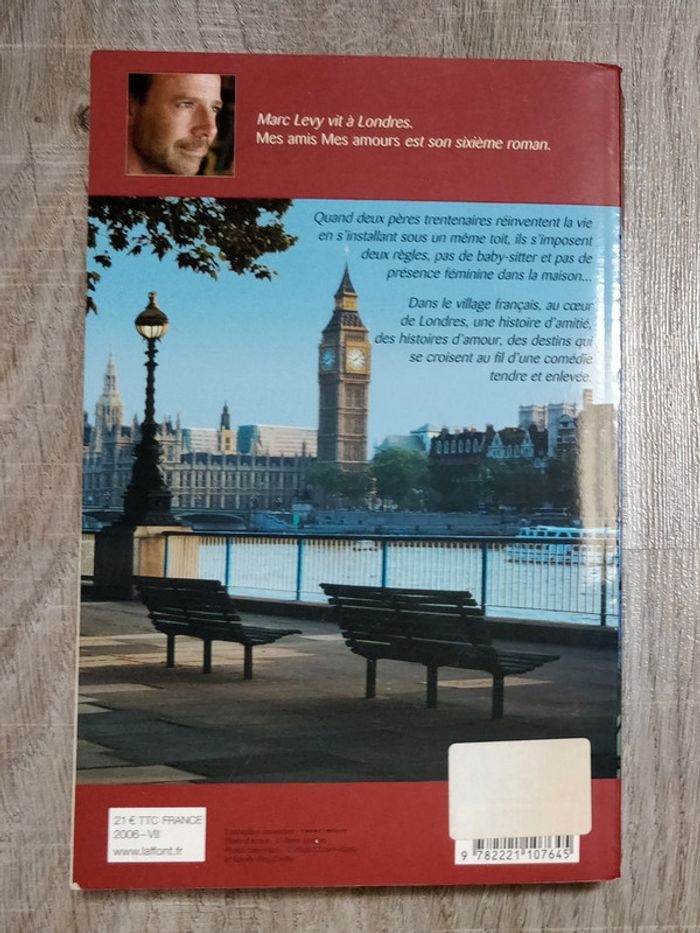 Marc Levy vit à Londres.
Mes amis Mes amours est son sixième roman.
Quand deux pères trentenaires réinventent la vie
en s'installant sous un même toit, ils s'imposent
deux règles, pas de baby-sitter et pas de
présence féminine dans la maison...
Dans le village français, au cœur
de Londres, une histoire d'amitié,
des histoires d'amour, des destins qui
se croisent au fil d'une comédie
tendre et enlevée.
21 € TTC FRANCE
2006-VII
www.laffont.fr
9 782221 107645